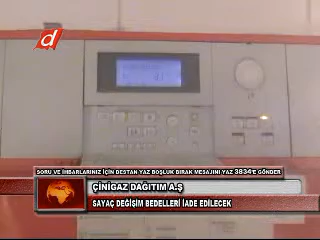 d
SORU VE İHBARLARINIZ İÇİN DESTAN YAZ BOŞLUK BIRAK MESAJINI YAZ 3834'E GÖNDER
ÇİNİGAZ DAĞITIM A.Ş
SAYAÇ DEĞİŞİM BEDELLERİ İADE EDİLECEK